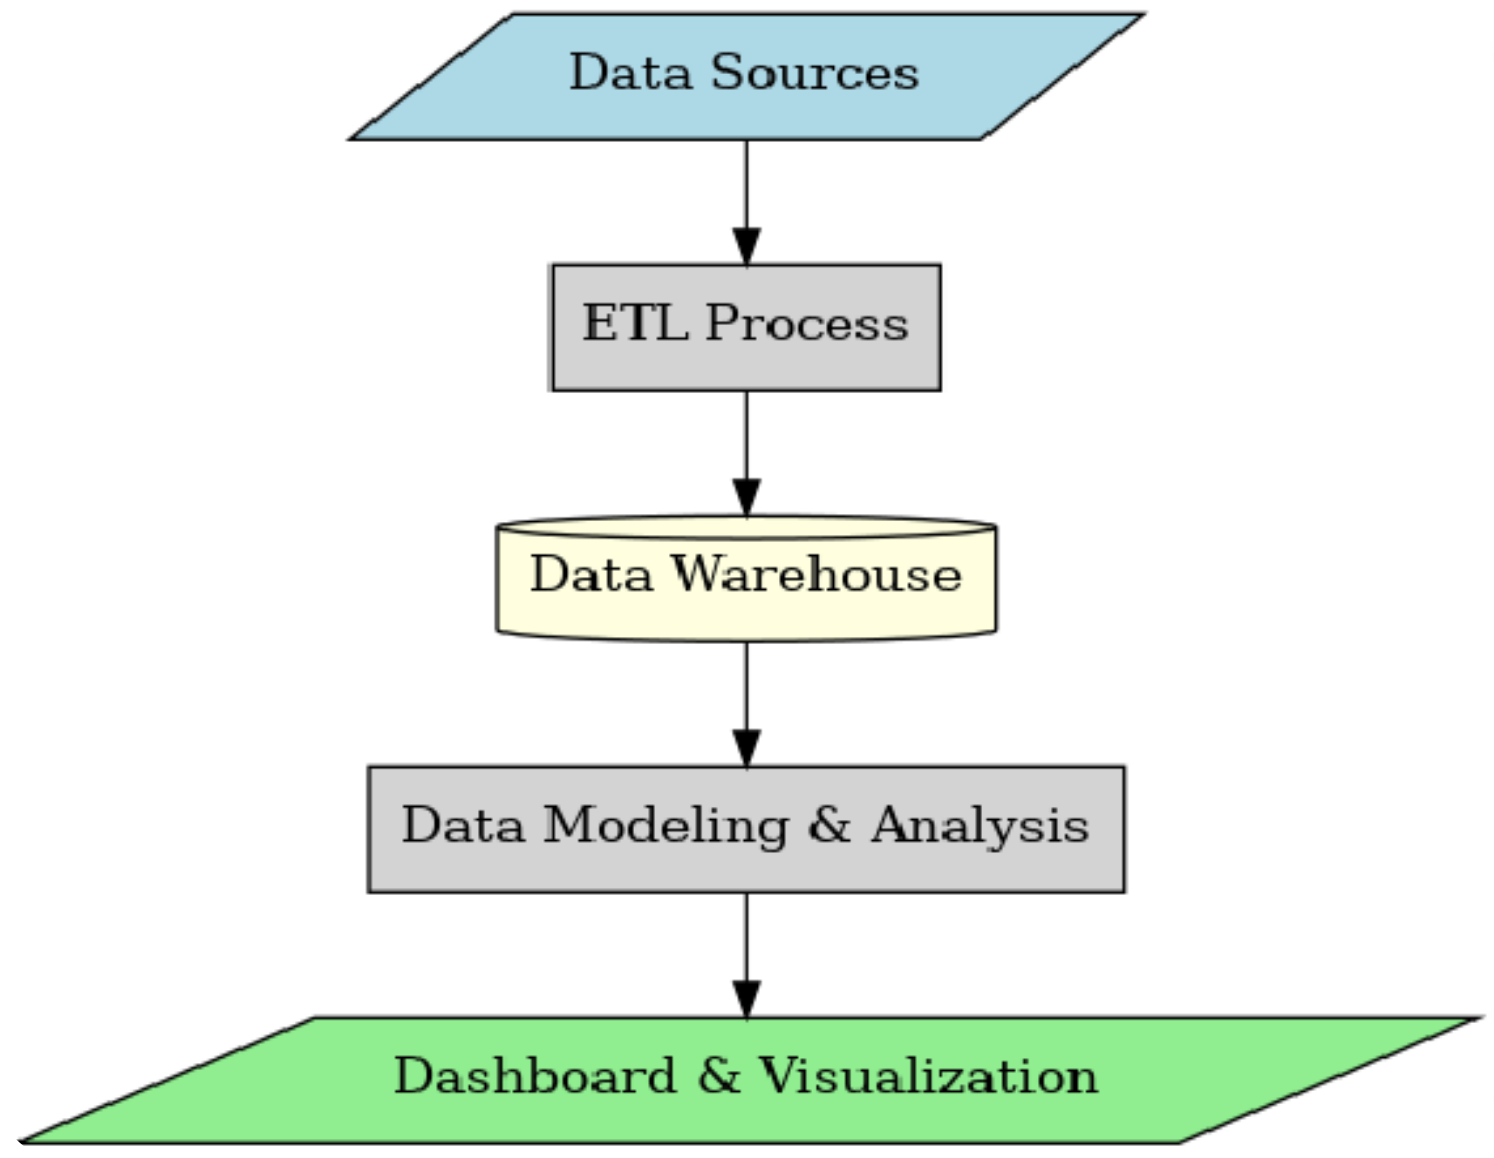 Data Sources
ETL Process
Data Warehouse
Data Modeling & Analysis
Dashboard & Visualization